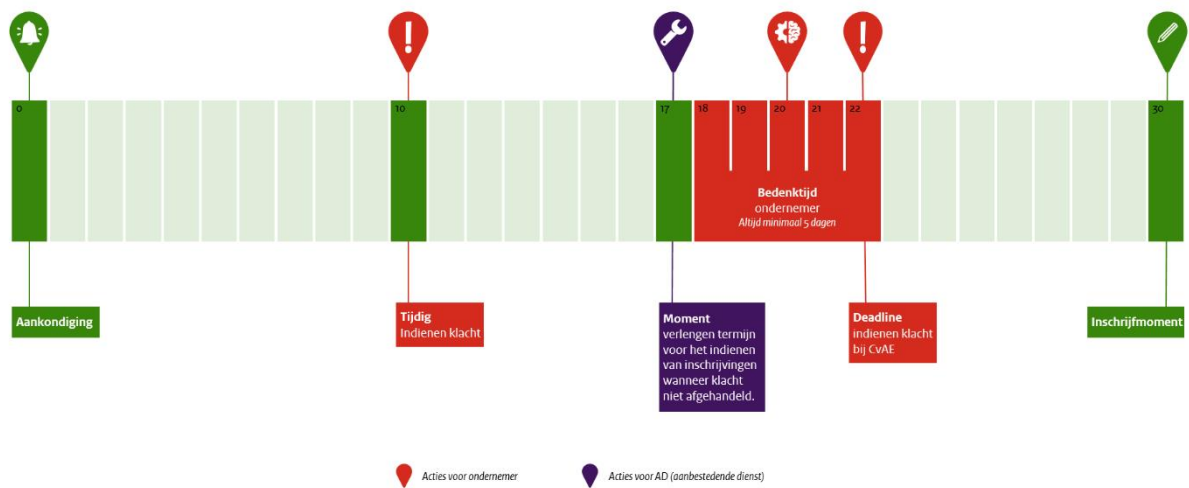 0
10
17
18
19
20
21
22
30
Bedenktijd
ondernemer
Altijd minimaal 5 dagen
Aankondiging
Tijdig
Indienen klacht
Moment
verlengen termijn
voor het indienen
van inschrijvingen
wanneer klacht
niet afgehandeld.
Deadline
indienen klacht
bij CvAE
Inschrijfmoment
Acties voor ondernemer
Acties voor AD (aanbestedende dienst)